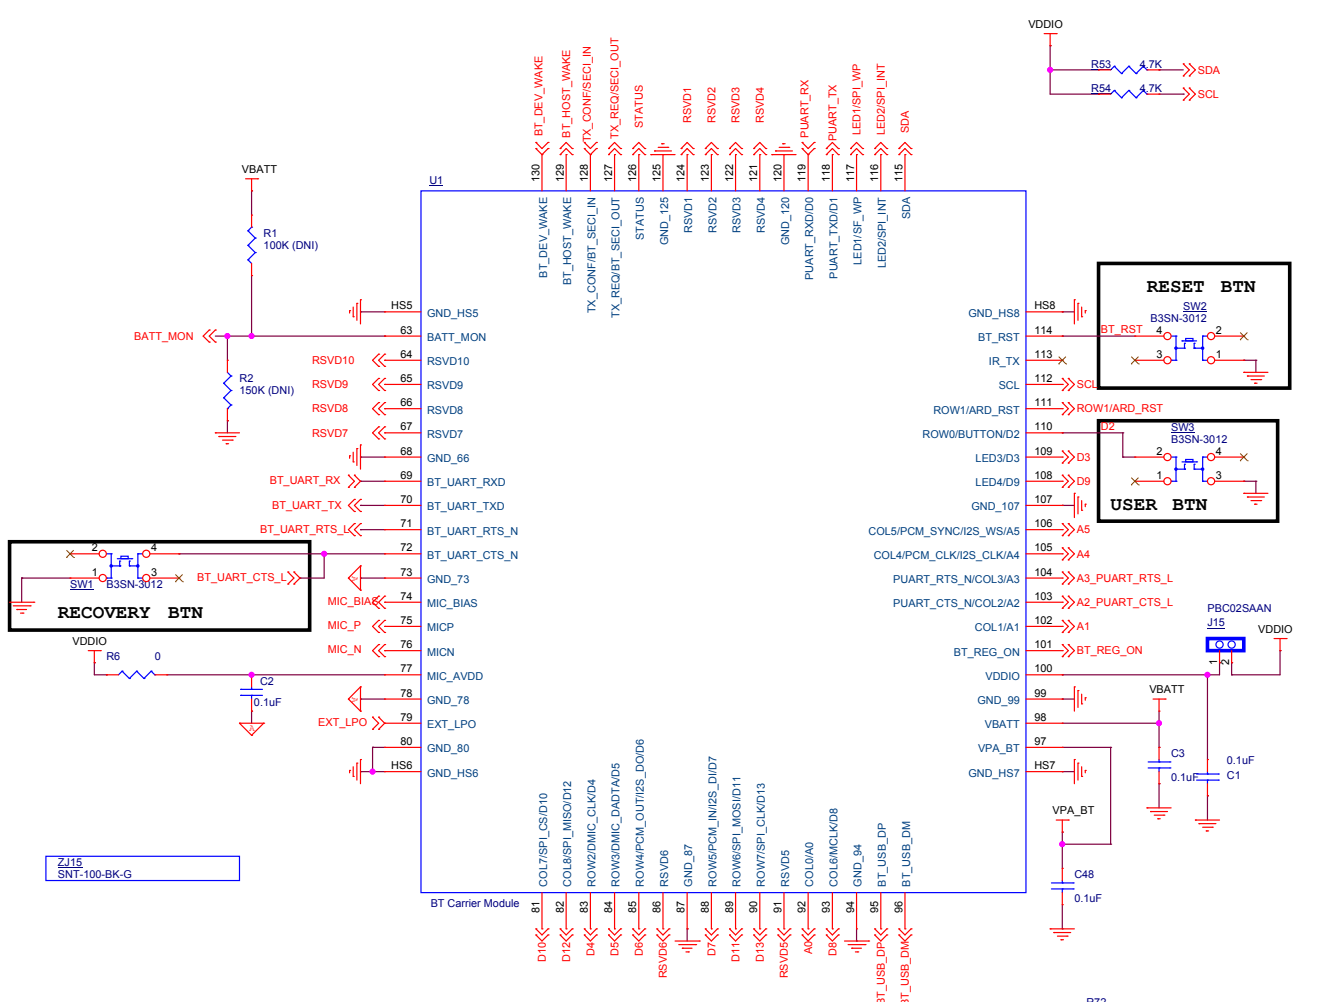 VDDIO
R53 4.7K SDA
R54 4.7K SCL
BT_DEV_WAKE
BT_HOST_WAKE
TX_CONF/SECI_IN
TX_REQ/SECI_OUT
STATUS
RSVD1
RSVD2
RSVD3
RSVD4
PUART_RX
PUART_TX
LED1/SPI_WP
LED2/SPI_INT
SDA
130
129
128
127
126
125
124
123
122
121
120
119
118
117
116
115
U1
BT_DEV_WAKE
BT_HOST_WAKE
TX_CONF/BT_SECI_IN
TX_REQ/BT_SECI_OUT
STATUS
GND_125
RSVD1
RSVD2
RSVD3
RSVD4
GND_120
PUART_RXD/D0
PUART_TXD/D1
LED1/SF_WP
LED2/SPI_INT
SDA
VBATT
R1
100K (DNI)
R2
150K (DNI)
HS5 GND_HS5
BATT_MON 63 BATT_MON
RSVD10 64 RSVD10
RSVD9 65 RSVD9
RSVD8 66 RSVD8
RSVD7 67 RSVD7
68 GND_66
BT_UART_RX 69 BT_UART_RXD
BT_UART_TX 70 BT_UART_TXD
BT_UART_RTS_L 71 BT_UART_RTS_N
72 BT_UART_CTS_N
73 GND_73
MIC_BIAS 74 MIC_BIAS
MIC_P 75 MICP
MIC_N 76 MICN
77 MIC_AVDD
78 GND_78
EXT_LPO 79 EXT_LPO
80 GND_80
HS6 GND_HS6
2 4
1 3
BT_UART_CTS_L
SW1 B3SN-3012
RECOVERY BTN
VDDIO
R6 0
C2
0.1uF
A
GND_HS8 HS8
BT_RST 114 BT_RST
IR_TX 113
SCL 112 SCL
ROW1/ARD_RST 111 ROW1/ARD_RST
ROW0/BUTTON/D2 110 D2
LED3/D3 109 D3
LED4/D9 108 D9
GND_107 107
COL5/PCM_SYNC/I2S_WS/A5 106 A5
COL4/PCM_CLK/I2S_CLK/A4 105 A4
PUART_RTS_N/COL3/A3 104 A3_PUART_RTS_L
PUART_CTS_N/COL2/A2 103 A2_PUART_CTS_L
COL1/A1 102 A1
BT_REG_ON 101 BT_REG_ON
VDDIO 100
GND_99 99
VBATT 98
VPA_BT 97
GND_HS7 HS7
RESET BTN
SW2
B3SN-3012
4 2
3 1
SW3
B3SN-3012
2 4
1 3
USER BTN
PBC02SAAN
J15
1 2
VDDIO
VBATT
C3
0.1uF
0.1uF
C1
VPA_BT
C48
0.1uF
COL7/SPI_CS/D10
COL8/SPI_MISO/D12
ROW2/DMIC_CLK/D4
ROW3/DMIC_DADTA/D5
ROW4/PCM_OUT/I2S_DO/D6
RSVD6
GND_87
ROW5/PCM_IN/I2S_DI/D7
ROW6/SPI_MOSI/D11
ROW7/SPI_CLK/D13
RSVD5
COL0/A0
COL6/MCLK/D8
GND_94
BT_USB_DP
BT_USB_DM
BT Carrier Module
81
82
83
84
85
86
87
88
89
90
91
92
93
94
95
96
D10
D12
D4
D5
D6
RSVD6
D7
D11
D13
RSVD5
A0
D8
BT_USB_DP
BT_USB_DM
ZJ15
SNT-100-BK-G
R72